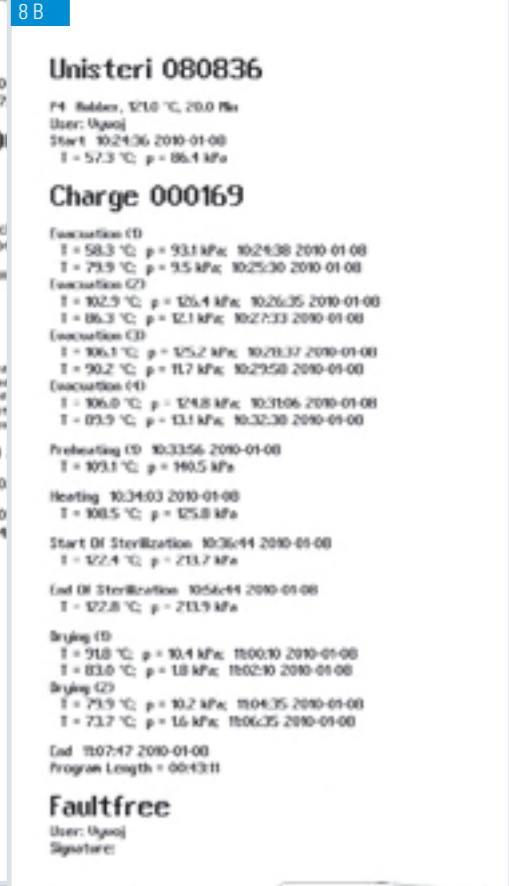 8 B
Unisteri 080836
P4 Rubber, 121.0 °C, 20.0 Min
User: Vyvoj
Start 10:24:36 2010-01-08
T = 57.3 °C; p = 86.4 kPa
Charge 000169
Evacuation (1)
T = 58.3 °C; p = 93.1 kPa; 10:24:38 2010-01-08
T = 79.9 °C; p = 9.5 kPa; 10:25:30 2010-01-08
Evacuation (2)
T = 102.9 °C; p = 126.4 kPa; 10:26:35 2010-01-08
T = 86.3 °C; p = 12.1 kPa; 10:27:33 2010-01-08
Evacuation (3)
T = 106.1 °C; p = 125.2 kPa; 10:28:37 2010-01-08
T = 90.2 °C; p = 11.7 kPa; 10:29:58 2010-01-08
Evacuation (4)
T = 106.0 °C; p = 124.8 kPa; 10:31:06 2010-01-08
T = 89.9 °C; p = 13.1 kPa; 10:32:38 2010-01-08
Preheating (1) 10:33:56 2010-01-08
T = 109.1 °C; p = 140.5 kPa
Heating 10:34:03 2010-01-08
T = 108.5 °C; p = 125.8 kPa
Start Of Sterilization 10:36:44 2010-01-08
T = 122.4 °C; p = 213.7 kPa
End Of Sterilization 10:56:44 2010-01-08
T = 122.8 °C; p = 213.9 kPa
Drying (1)
T = 91.8 °C; p = 10.4 kPa; 11:00:10 2010-01-08
T = 83.0 °C; p = 1.8 kPa; 11:02:10 2010-01-08
Drying (2)
T = 79.9 °C; p = 10.2 kPa; 11:04:35 2010-01-08
T = 73.7 °C; p = 1.6 kPa; 11:06:35 2010-01-08
End 11:07:47 2010-01-08
Program Length = 00:43:11
Faultfree
User: Vyvoj
Signature: